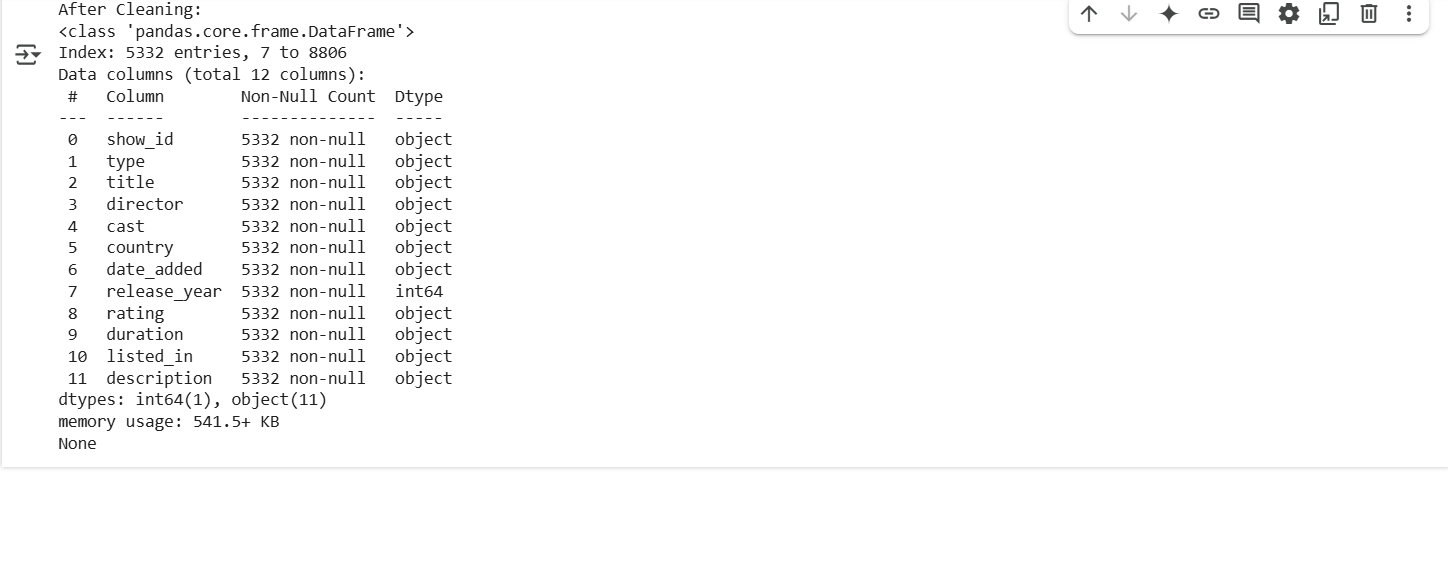 After Cleaning:
<class 'pandas.core.frame.DataFrame'>
Index: 5332 entries, 7 to 8806
Data columns (total 12 columns):
 #   Column        Non-Null Count  Dtype
---  ------        --------------  -----
 0   show_id       5332 non-null   object
 1   type          5332 non-null   object
 2   title         5332 non-null   object
 3   director      5332 non-null   object
 4   cast          5332 non-null   object
 5   country       5332 non-null   object
 6   date_added    5332 non-null   object
 7   release_year  5332 non-null   int64
 8   rating        5332 non-null   object
 9   duration      5332 non-null   object
 10  listed_in     5332 non-null   object
 11  description   5332 non-null   object
dtypes: int64(1), object(11)
memory usage: 541.5+ KB
None